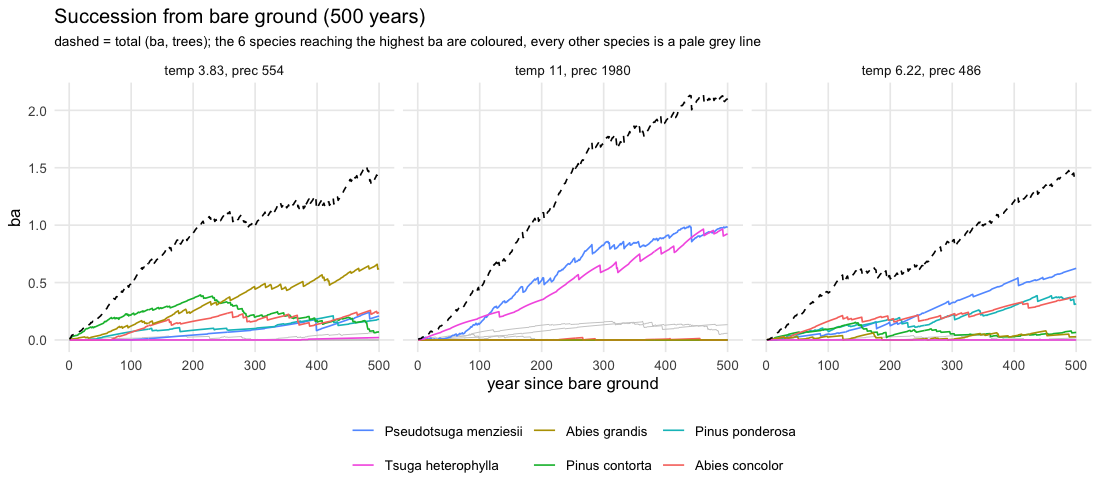 Succession from bare ground (500 years)
dashed = total (ba, trees); the 6 species reaching the highest ba are coloured, every other species is a pale grey line
temp 3.83, prec 554
temp 11, prec 1980
temp 6.22, prec 486
2.0
1.5
1.0
0.5
0.0
ba
0 100 200 300 400 500
0 100 200 300 400 500
0 100 200 300 400 500
year since bare ground
Pseudotsuga menziesii Abies grandis Pinus ponderosa
Tsuga heterophylla Pinus contorta Abies concolor